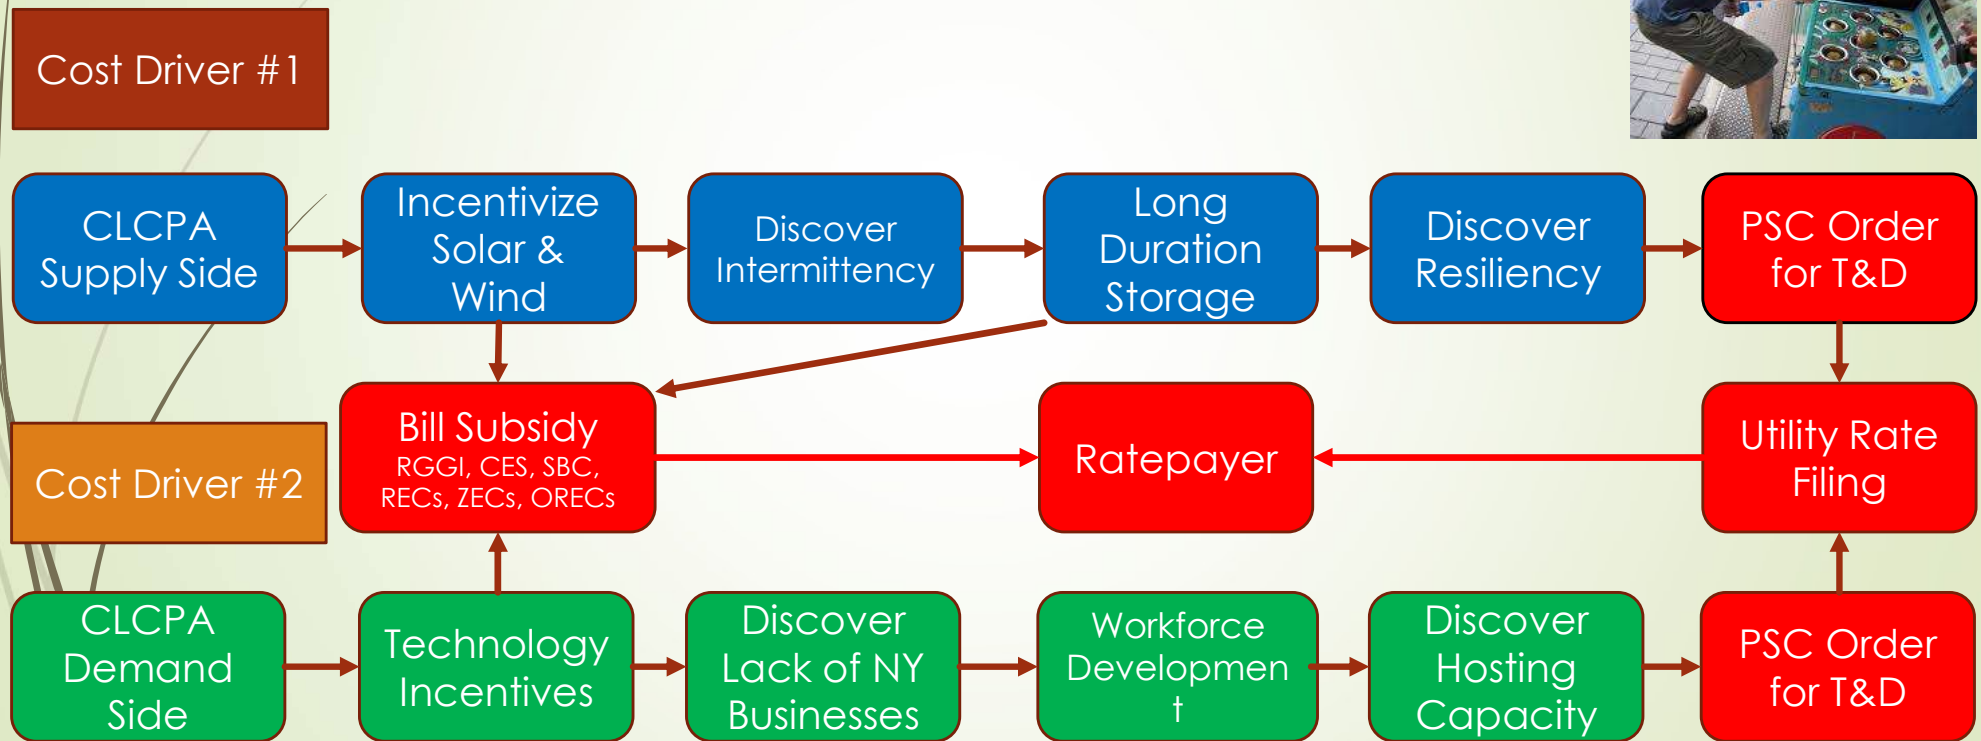 Cost Driver #1
CLCPA
Supply Side
Incentivize
Solar &
Wind
Discover
Intermittency
Long
Duration
Storage
Discover
Resiliency
PSC Order
for T&D
Bill Subsidy
RGGI, CES, SBC,
RECs, ZECs, ORECs
Ratepayer
Utility Rate
Filing
Cost Driver #2
CLCPA
Demand
Side
Technology
Incentives
Discover
Lack of NY
Businesses
Workforce
Developmen
t
Discover
Hosting
Capacity
PSC Order
for T&D